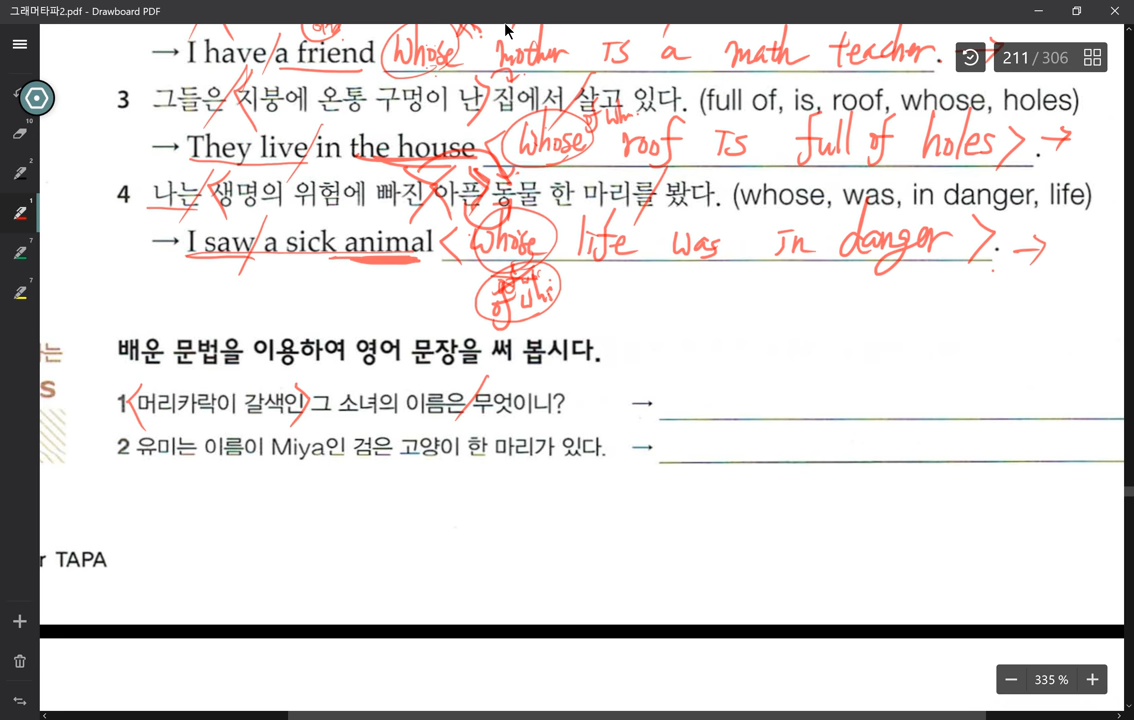 그래머타파2.pdf - Drawboard PDF
→ I have a friend whose mother is a math teacher. →
211 / 306
3 그들은 지붕에 온통 구멍이 난 집에서 살고 있다. (full of, is, roof, whose, holes)
→ They live in the house whose roof is full of holes. →
4 나는 생명의 위험에 빠진 아픈 동물 한 마리를 봤다. (whose, was, in danger, life)
→ I saw a sick animal whose life was in danger. →
of
배운 문법을 이용하여 영어 문장을 써 봅시다.
1 머리카락이 갈색인 그 소녀의 이름은 무엇이니? →
2 유미는 이름이 Miya인 검은 고양이 한 마리가 있다. →
r TAPA
335 %